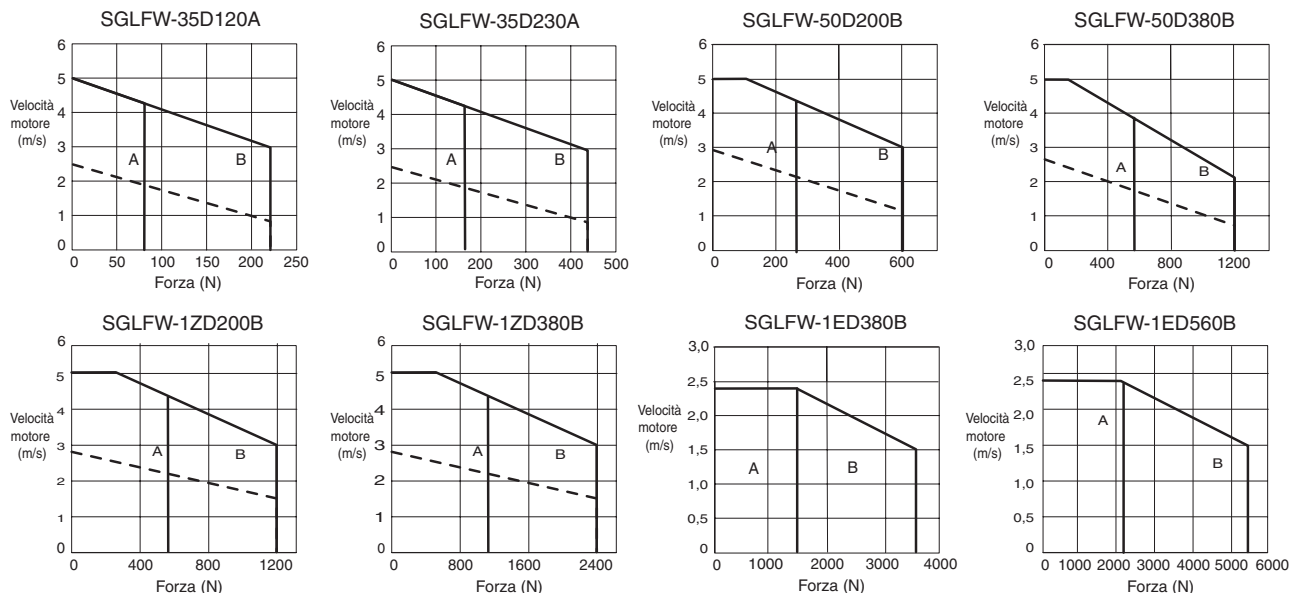 SGLFW-35D120A
SGLFW-35D230A
SGLFW-50D200B
SGLFW-50D380B
6
5
4
3
2
1
0
Velocità
motore
(m/s)
A
B
0 50 100 150 200 250
Forza (N)
6
5
4
3
2
1
0
Velocità
motore
(m/s)
A
B
0 100 200 300 400 500
Forza (N)
6
5
4
3
2
1
0
Velocità
motore
(m/s)
A
B
0 200 400 600
Forza (N)
6
5
4
3
2
1
0
Velocità
motore
(m/s)
A
B
0 400 800 1200
Forza (N)
SGLFW-1ZD200B
SGLFW-1ZD380B
SGLFW-1ED380B
SGLFW-1ED560B
6
5
4
3
2
1
0
Velocità
motore
(m/s)
A
B
0 400 800 1200
Forza (N)
6
5
4
3
2
1
0
Velocità
motore
(m/s)
A
B
0 800 1600 2400
Forza (N)
3,0
2,5
2,0
1,5
1,0
0,5
0
Velocità
motore
(m/s)
A
B
0 1000 2000 3000 4000
Forza (N)
3,0
2,5
2,0
1,5
1,0
0,5
0
Velocità
motore
(m/s)
A
B
0 1000 2000 3000 4000 5000 6000
Forza (N)